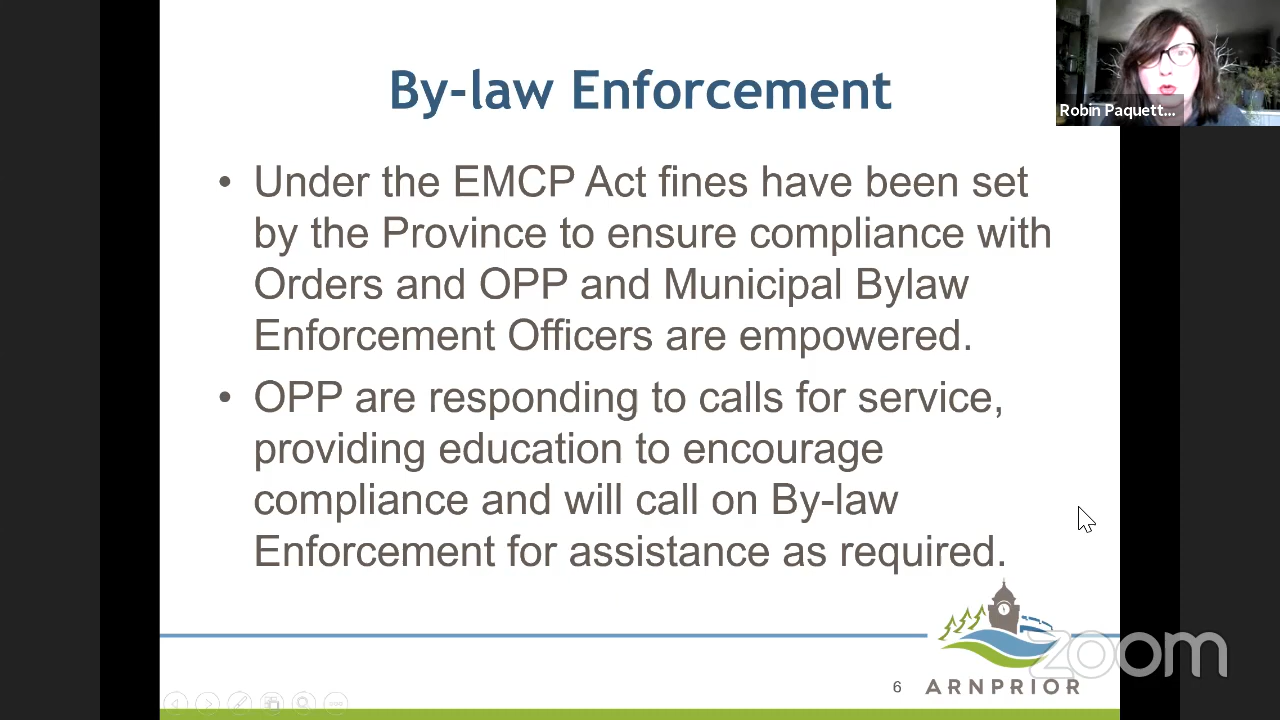 By-law Enforcement
Robin Paquett...
• Under the EMCP Act fines have been set
by the Province to ensure compliance with
Orders and OPP and Municipal Bylaw
Enforcement Officers are empowered.
• OPP are responding to calls for service,
providing education to encourage
compliance and will call on By-law
Enforcement for assistance as required.
zoom
6
ARNPRIOR